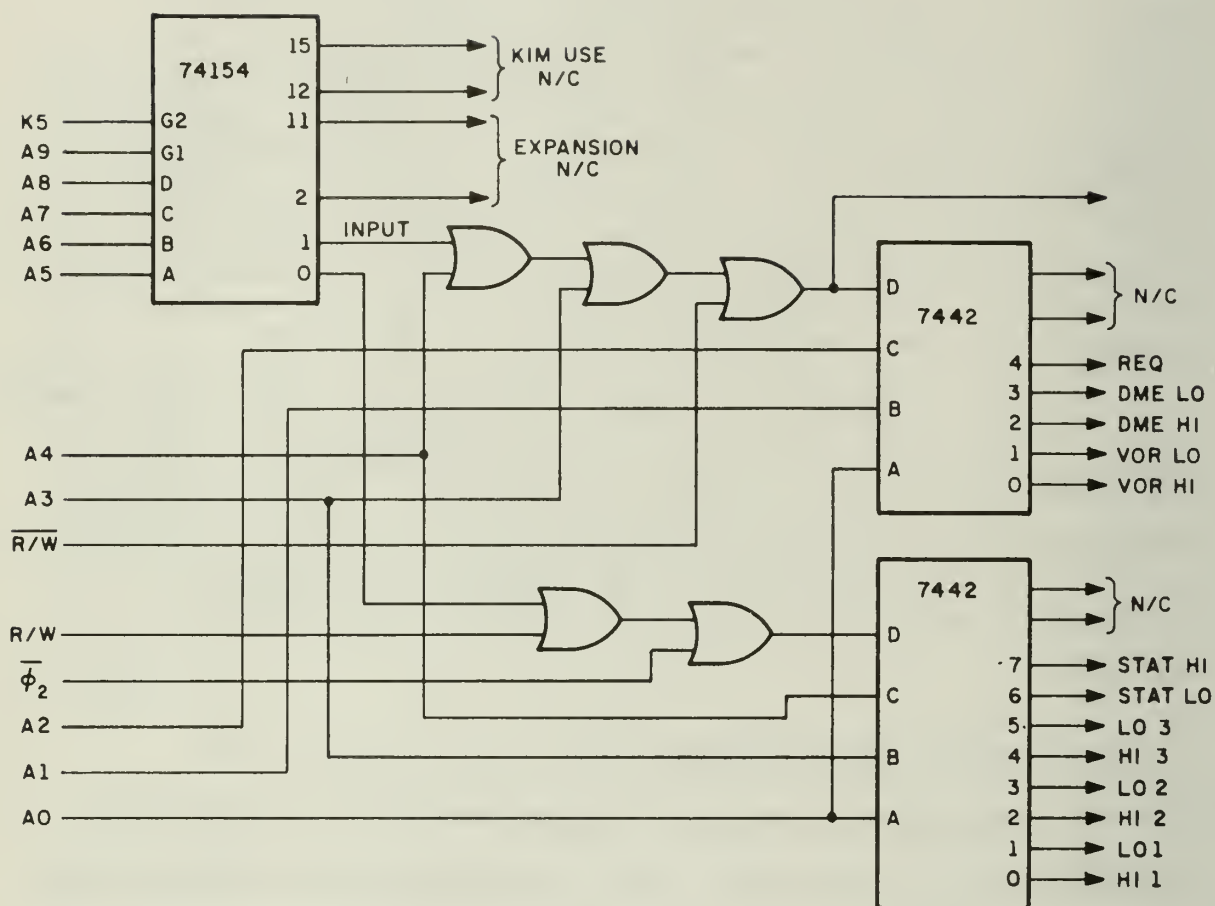 74154
15
12
11
2
1
0
K5
G2
A9
G1
A8
D
A7
C
A6
B
A5
A
KIM USE
N/C
EXPANSION
N/C
INPUT
A4
A3
R/W
R/W
φ2
A2
A1
A0
7442
D
C
B
A
N/C
4 REQ
3 DME LO
2 DME HI
1 VOR LO
0 VOR HI
7442
D
C
B
A
N/C
7 STAT HI
6 STAT LO
5 LO 3
4 HI 3
3 LO 2
2 HI 2
1 LO 1
0 HI 1